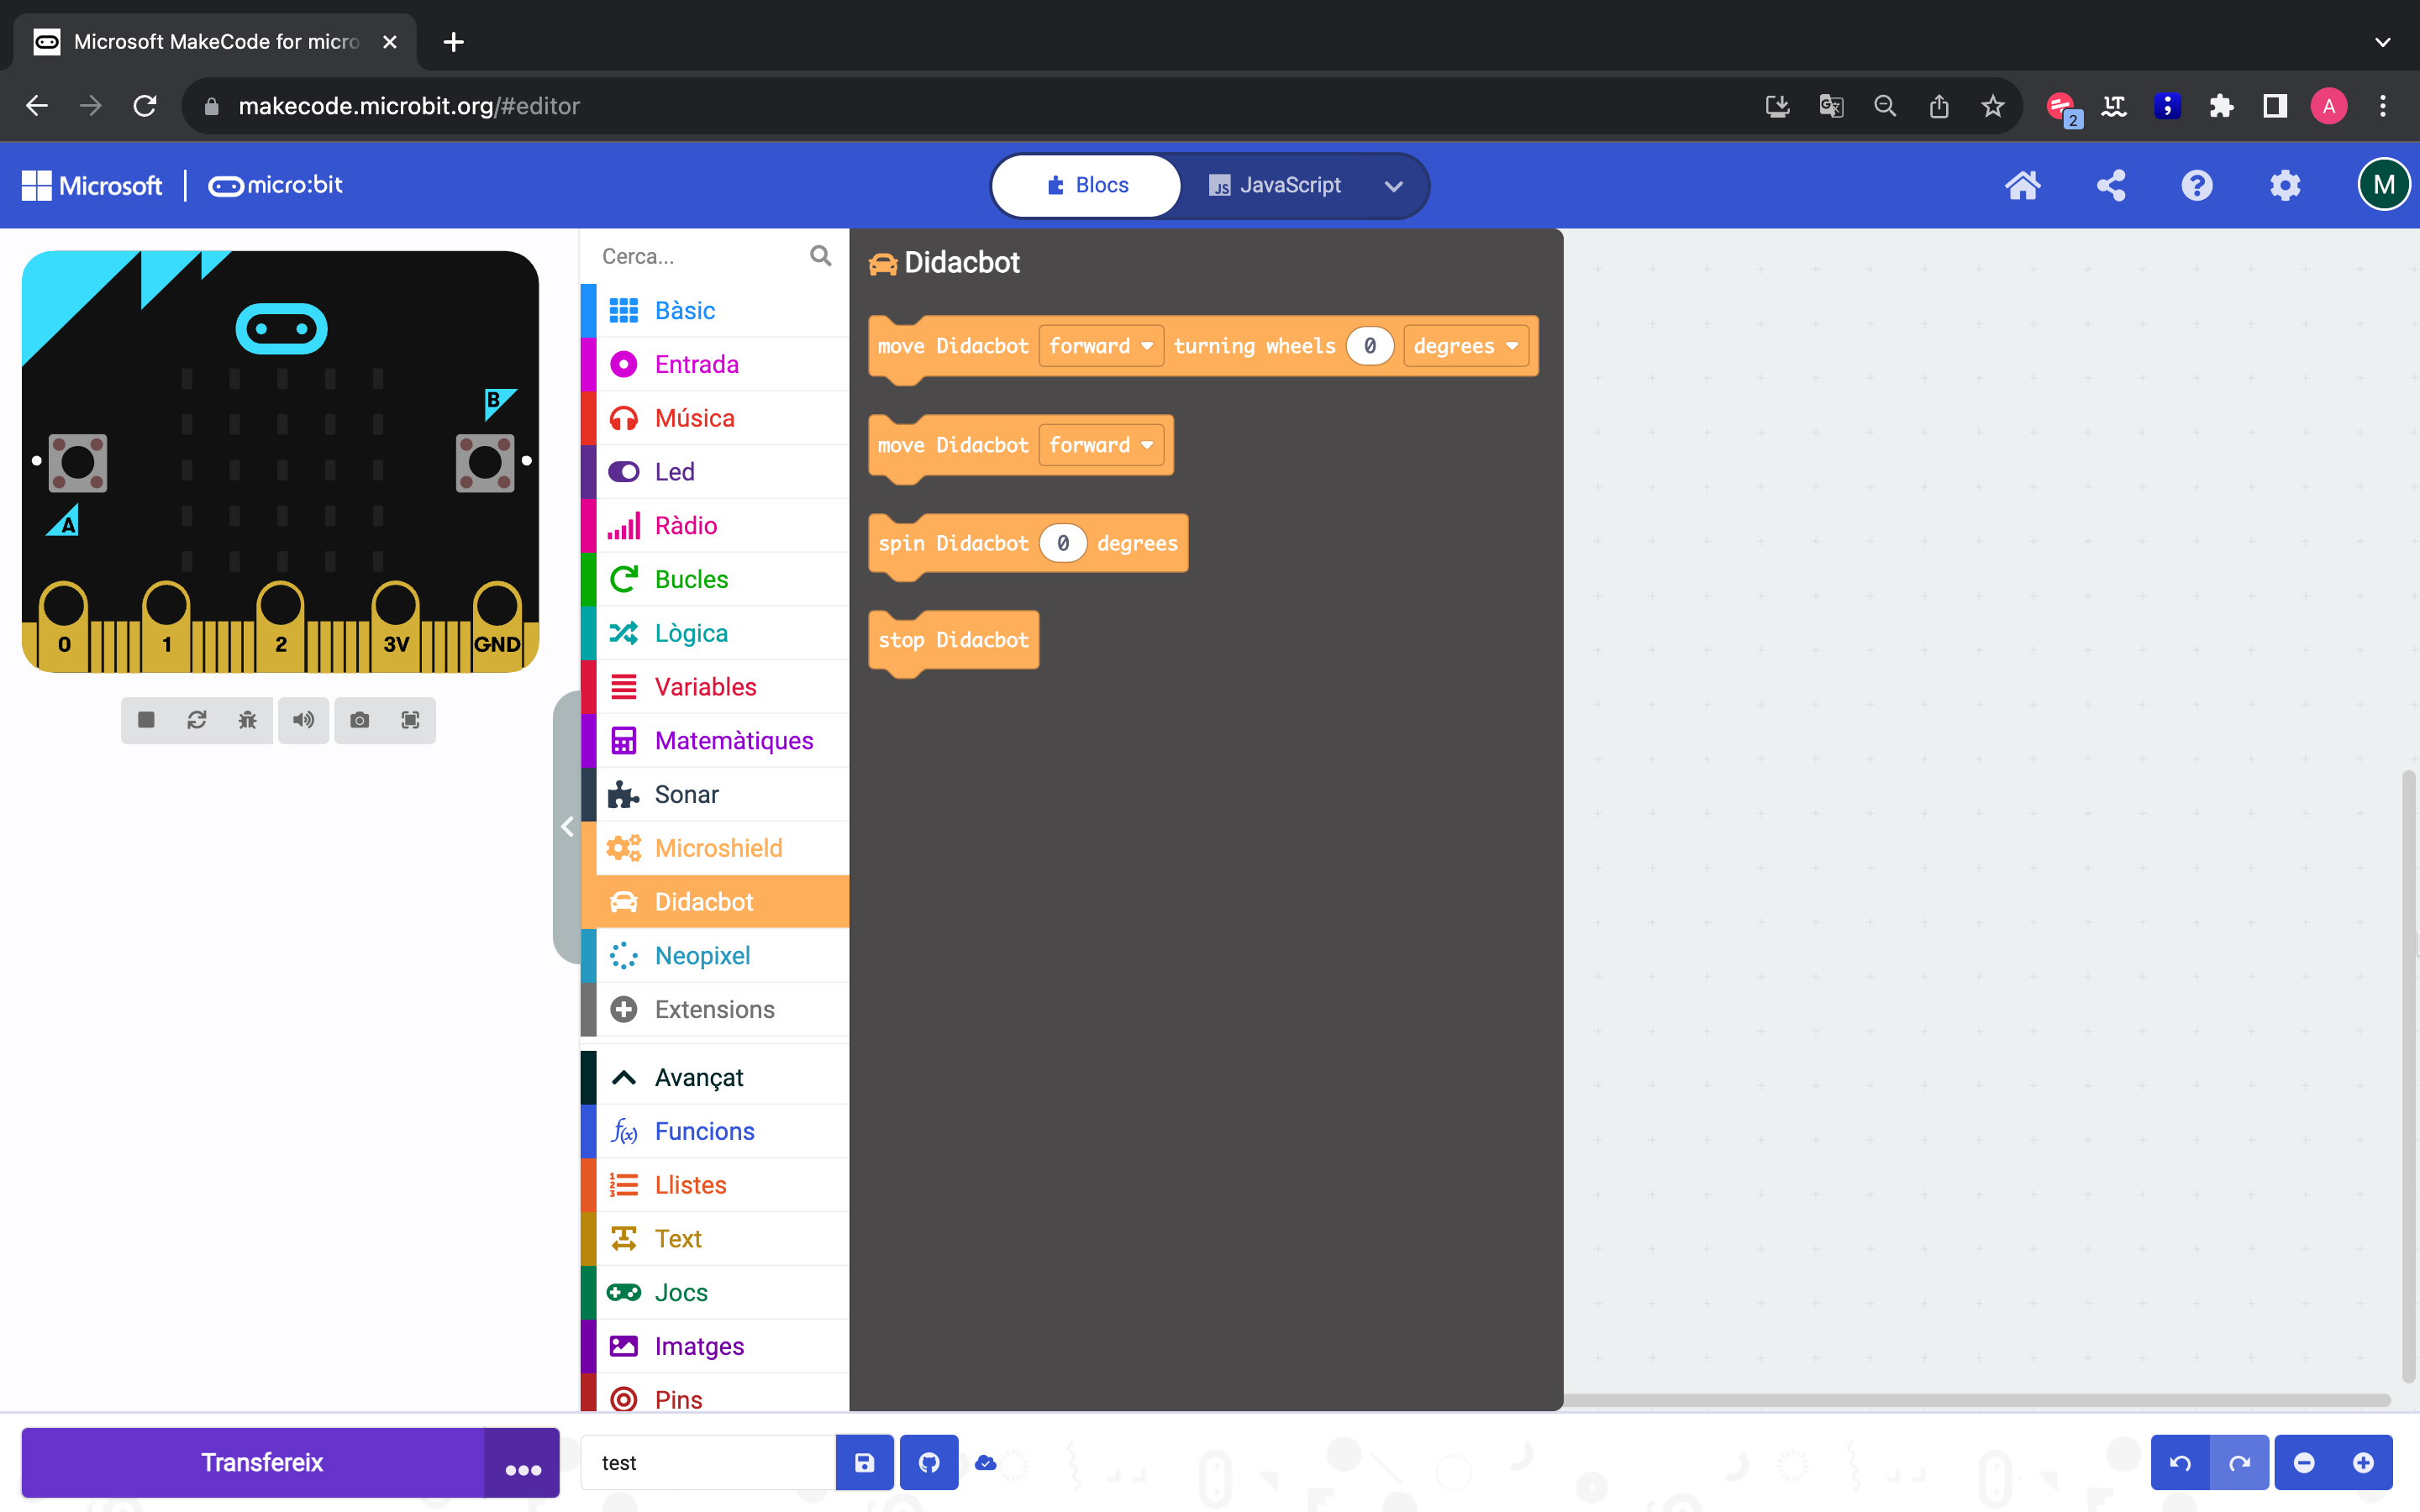 Microsoft MakeCode for micro
makecode.microbit.org/#editor
2
A
Microsoft
micro:bit
Blocs
JS JavaScript
M
Cerca...
Didacbot
Bàsic
Entrada
Música
Led
Ràdio
Bucles
Lògica
Variables
Matemàtiques
Sonar
Microshield
Didacbot
Neopixel
Extensions
Avançat
Funcions
Llistes
Text
Jocs
Imatges
Pins
move Didacbot forward turning wheels 0 degrees
move Didacbot forward
spin Didacbot 0 degrees
stop Didacbot
B
A
0 1 2 3V GND
Transfereix
test